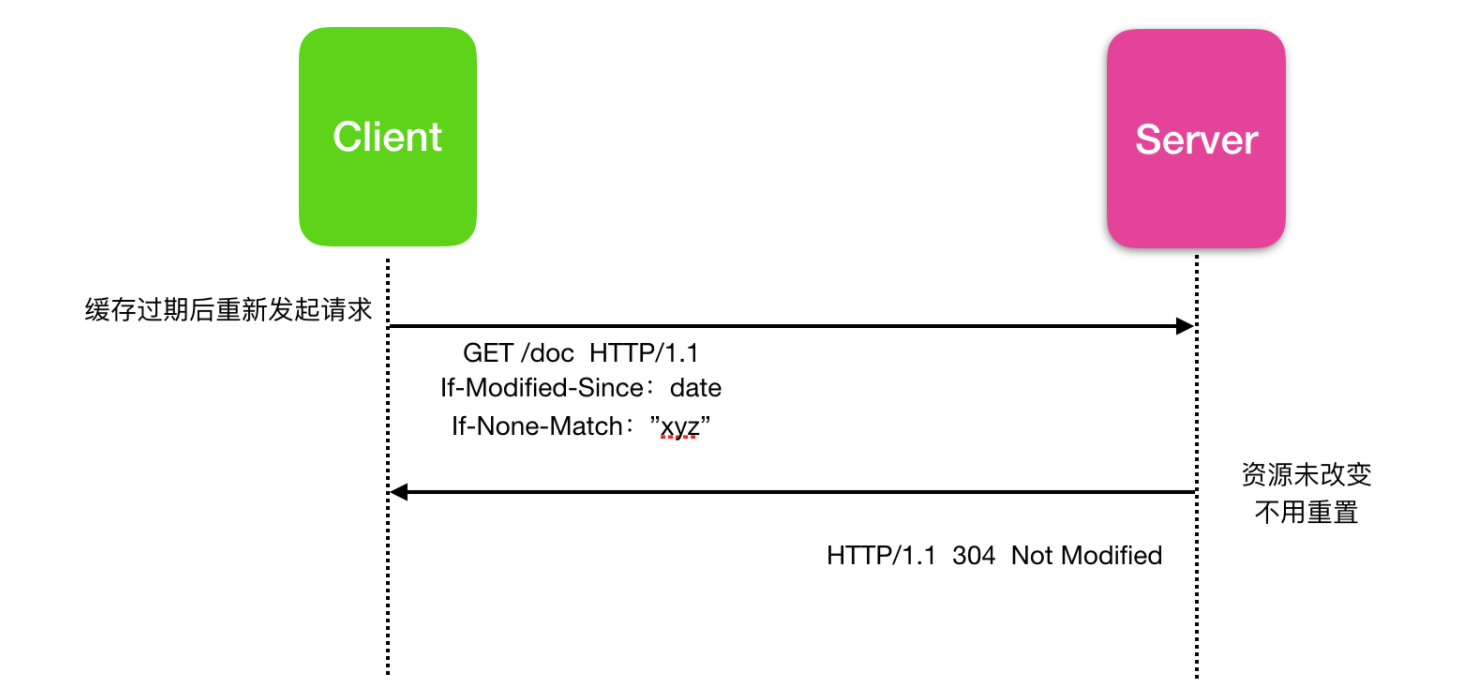 Client
Server
缓存过期后重新发起请求
GET /doc  HTTP/1.1
If-Modified-Since：date
If-None-Match：”xyz”
资源未改变
不用重置
HTTP/1.1  304  Not Modified